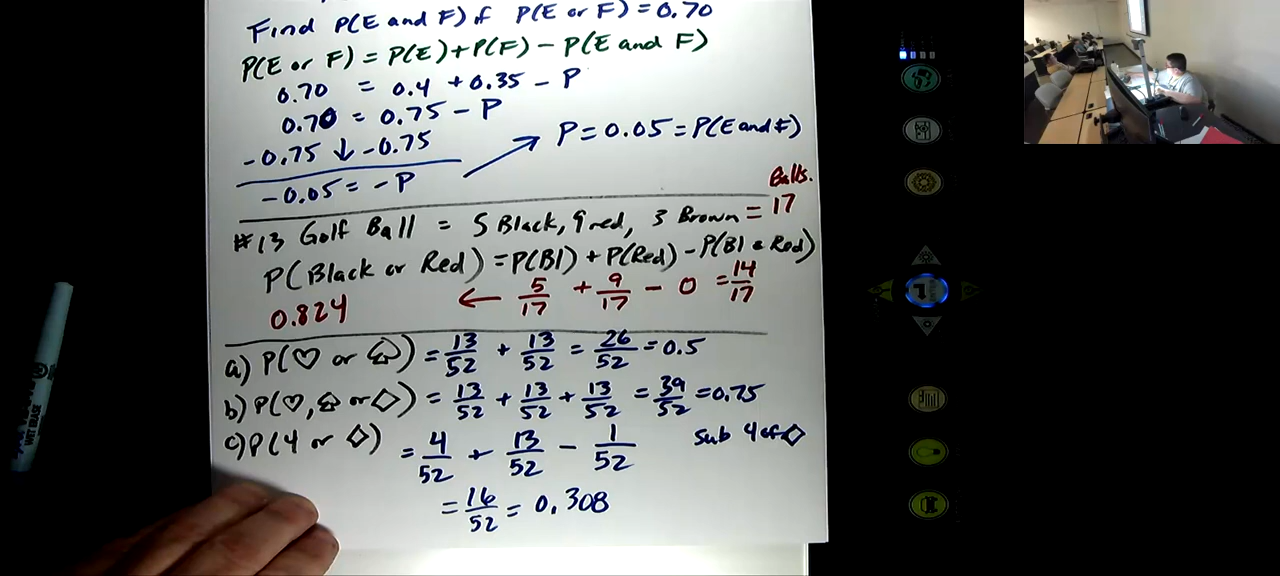 Find P(E and F) if P(E or F) = 0.70
P(E or F) = P(E) + P(F) - P(E and F)
0.70 = 0.4 + 0.35 - P
0.70 = 0.75 - P
-0.75 ↓ -0.75
-0.05 = -P → P = 0.05 = P(E and F)
Balls.
#13 Golf Ball = 5 Black, 9 red, 3 Brown = 17
P(Black or Red) = P(Bl) + P(Red) - P(Bl & Red)
0.824 ← 5/17 + 9/17 - 0 = 14/17
a) P(♡ or ♤) = 13/52 + 13/52 = 26/52 = 0.5
b) P(♡, ♤ or ◇) = 13/52 + 13/52 + 13/52 = 39/52 = 0.75
c) P(4 or ◇) = 4/52 + 13/52 - 1/52 Sub 4 of ◇
= 16/52 = 0.308